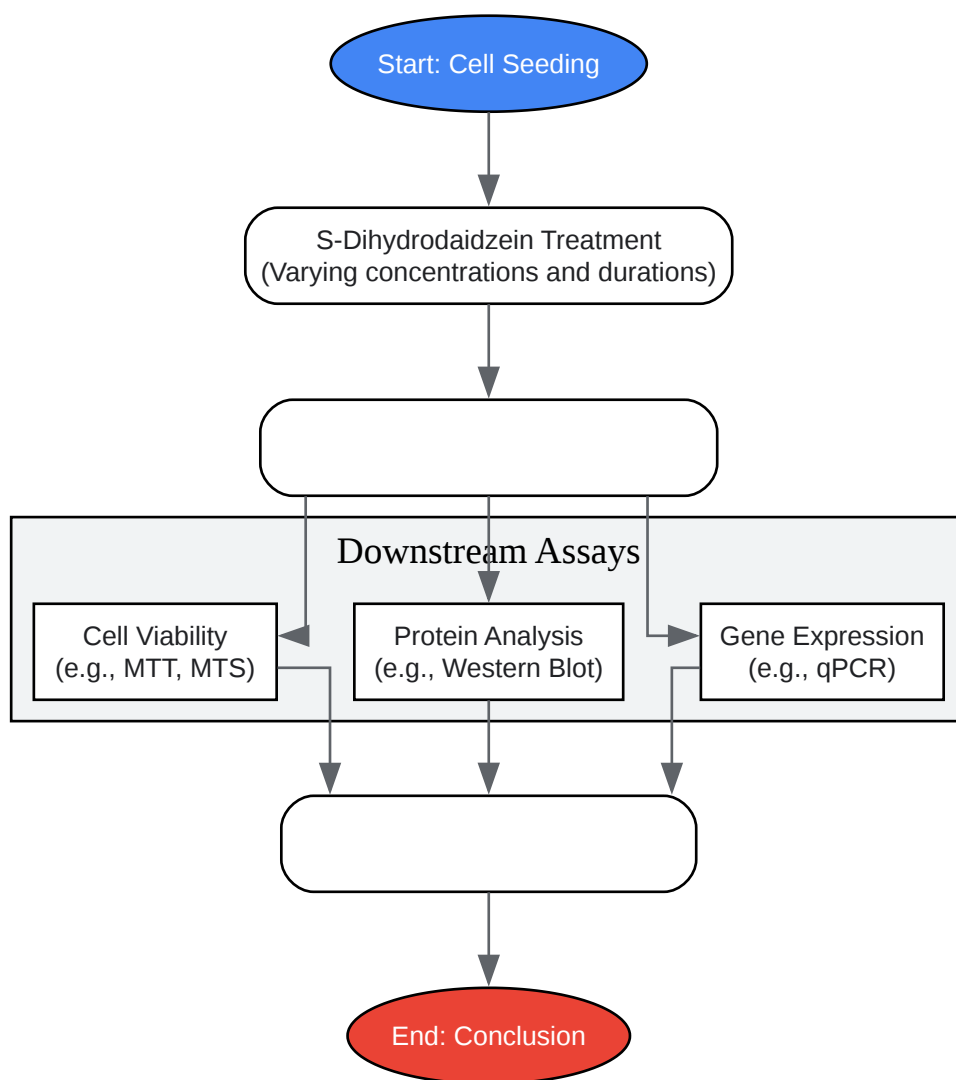 Start: Cell Seeding
S-Dihydrodaidzein Treatment
(Varying concentrations and durations)
Downstream Assays
Cell Viability
(e.g., MTT, MTS)
Protein Analysis
(e.g., Western Blot)
Gene Expression
(e.g., qPCR)
End: Conclusion